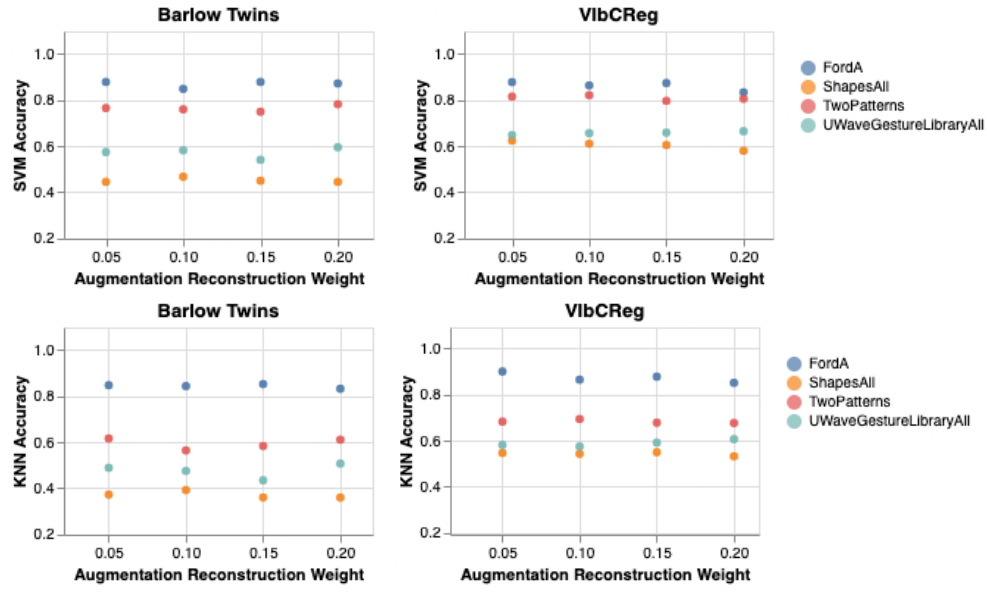 Barlow Twins
VIbCReg
1.0
0.8
0.6
0.4
0.2
SVM Accuracy
0.05 0.10 0.15 0.20
Augmentation Reconstruction Weight
1.0
0.8
0.6
0.4
0.2
SVM Accuracy
0.05 0.10 0.15 0.20
Augmentation Reconstruction Weight
FordA
ShapesAll
TwoPatterns
UWaveGestureLibraryAll
Barlow Twins
VIbCReg
1.0
0.8
0.6
0.4
0.2
KNN Accuracy
0.05 0.10 0.15 0.20
Augmentation Reconstruction Weight
1.0
0.8
0.6
0.4
0.2
KNN Accuracy
0.05 0.10 0.15 0.20
Augmentation Reconstruction Weight
FordA
ShapesAll
TwoPatterns
UWaveGestureLibraryAll